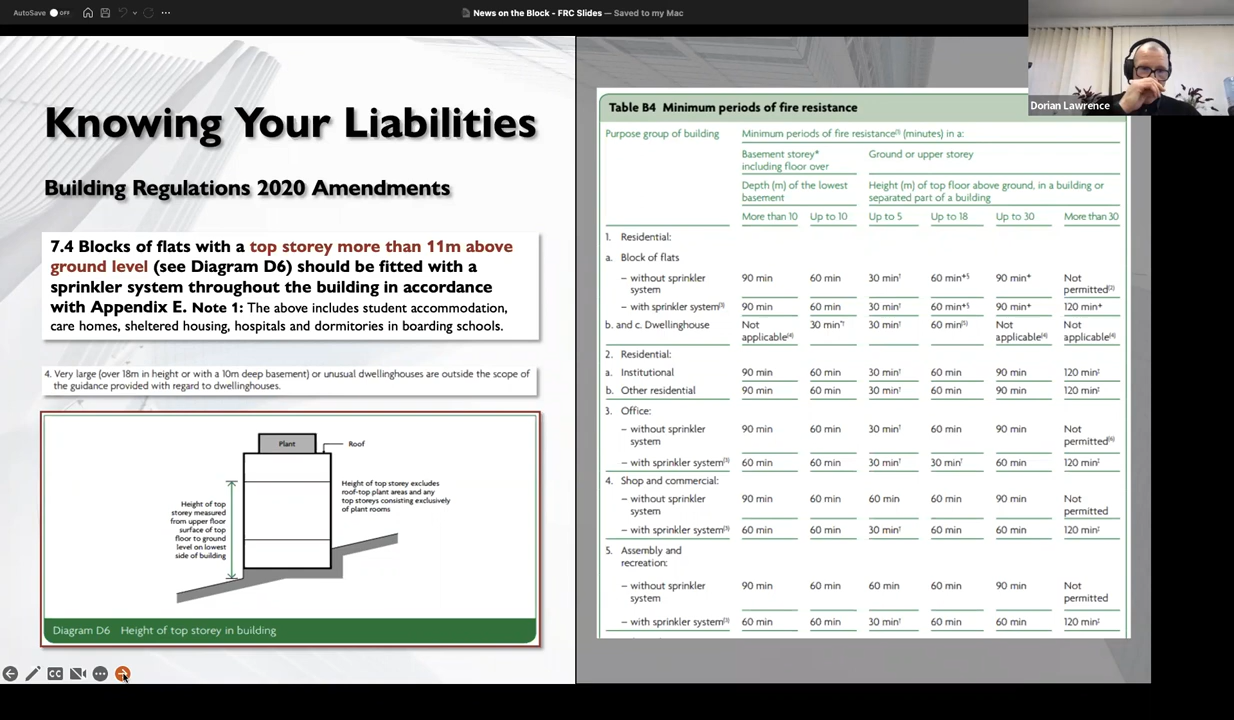 AutoSave OFF
News on the Block - FRC Slides — Saved to my Mac
Dorian Lawrence
Knowing Your Liabilities
Building Regulations 2020 Amendments
7.4 Blocks of flats with a top storey more than 11m above
ground level (see Diagram D6) should be fitted with a
sprinkler system throughout the building in accordance
with Appendix E. Note 1: The above includes student accommodation,
care homes, sheltered housing, hospitals and dormitories in boarding schools.
4. Very large (over 18m in height or with a 10m deep basement) or unusual dwellinghouses are outside the scope of
the guidance provided with regard to dwellinghouses.
Plant
Roof
Height of top storey excludes
roof-top plant areas and any
top storeys consisting exclusively
of plant rooms
Height of top
storey measured
from upper floor
surface of top
floor to ground
level on lowest
side of building
Diagram D6 Height of top storey in building
CC
Table B4 Minimum periods of fire resistance
Purpose group of building
Minimum periods of fire resistance(1) (minutes) in a:
Basement storey* including floor over
Ground or upper storey
Depth (m) of the lowest basement
Height (m) of top floor above ground, in a building or separated part of a building
More than 10 Up to 10 Up to 5 Up to 18 Up to 30 More than 30
1. Residential:
a. Block of flats
– without sprinkler system 90 min 60 min 30 min† 60 min*§ 90 min* Not permitted(2)
– with sprinkler system(3) 90 min 60 min 30 min† 60 min*§ 90 min* 120 min*
b. and c. Dwellinghouse Not applicable(4) 30 min*† 30 min† 60 min(5) Not applicable(4) Not applicable(4)
2. Residential:
a. Institutional 90 min 60 min 30 min† 60 min 90 min 120 min‡
b. Other residential 90 min 60 min 30 min† 60 min 90 min 120 min‡
3. Office:
– without sprinkler system 90 min 60 min 30 min† 60 min 90 min Not permitted(6)
– with sprinkler system(3) 60 min 60 min 30 min† 30 min† 60 min 120 min‡
4. Shop and commercial:
– without sprinkler system 90 min 60 min 60 min 60 min 90 min Not permitted
– with sprinkler system(3) 60 min 60 min 30 min† 60 min 60 min 120 min‡
5. Assembly and recreation:
– without sprinkler system 90 min 60 min 60 min 60 min 90 min Not permitted
– with sprinkler system(3) 60 min 60 min 30 min† 60 min 60 min 120 min‡